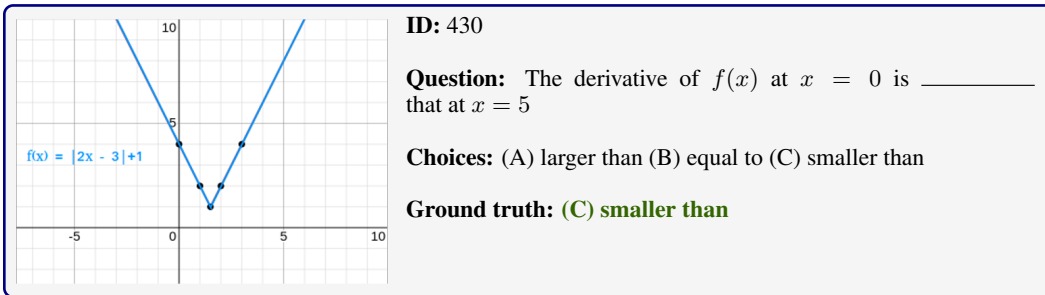 10
5
f(x) = |2x - 3|+1
-5
0
5
10
ID: 430
Question: The derivative of f(x) at x = 0 is ________
that at x = 5
Choices: (A) larger than (B) equal to (C) smaller than
Ground truth: (C) smaller than